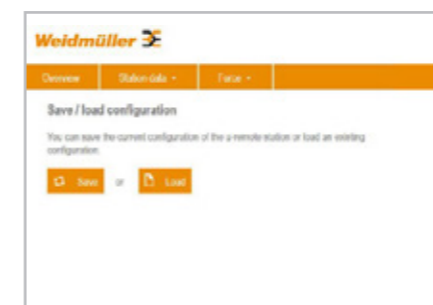 Weidmüller
Overview Station data Force
Save / load configuration
You can save the current configuration of the u-remote station or load an existing
configuration.
Save or Load